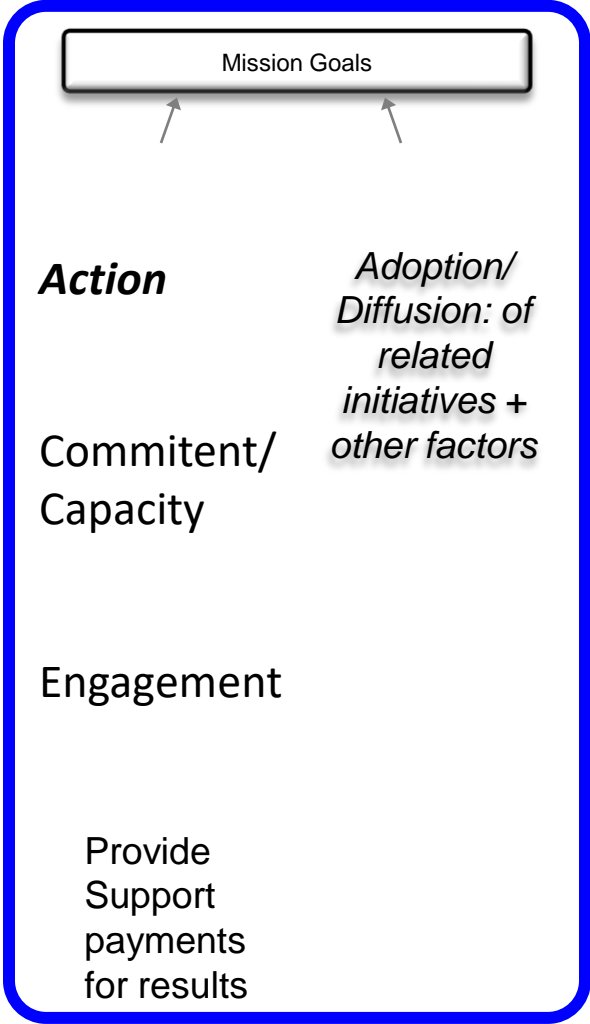 Mission Goals
Action
Adoption/
Diffusion: of
related
initiatives +
other factors
Commitent/
Capacity
Engagement
Provide
Support
payments
for results